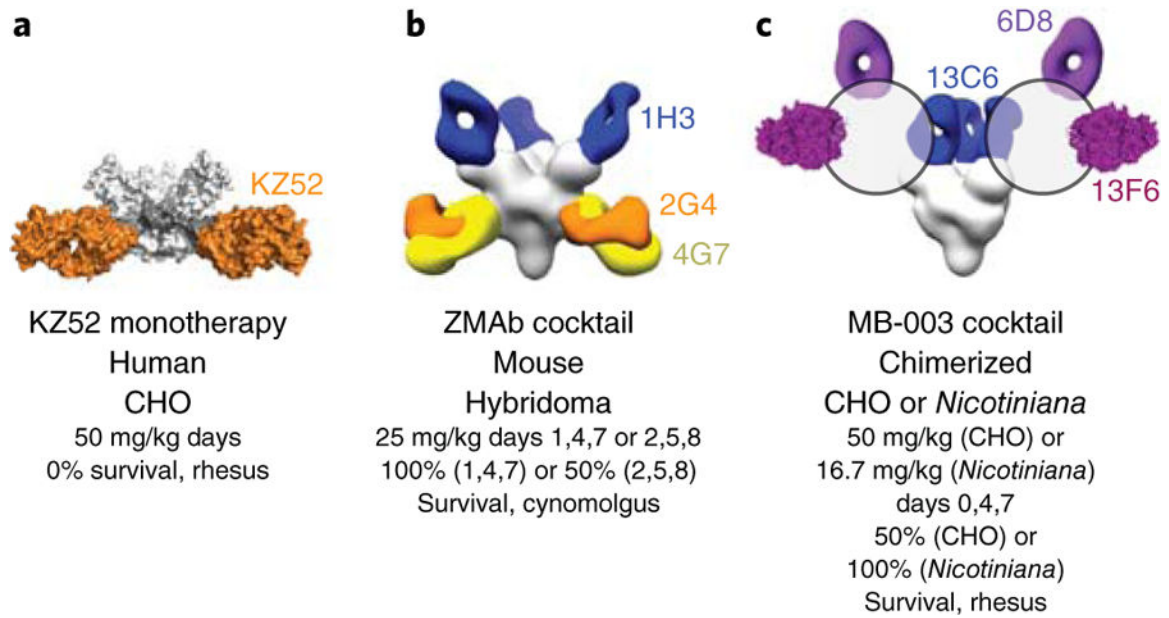 a
KZ52
KZ52 monotherapy
Human
CHO
50 mg/kg days
0% survival, rhesus
b
1H3
2G4
4G7
ZMAb cocktail
Mouse
Hybridoma
25 mg/kg days 1,4,7 or 2,5,8
100% (1,4,7) or 50% (2,5,8)
Survival, cynomolgus
c
6D8
13C6
13F6
MB-003 cocktail
Chimerized
CHO or Nicotiniana
50 mg/kg (CHO) or
16.7 mg/kg (Nicotiniana)
days 0,4,7
50% (CHO) or
100% (Nicotiniana)
Survival, rhesus